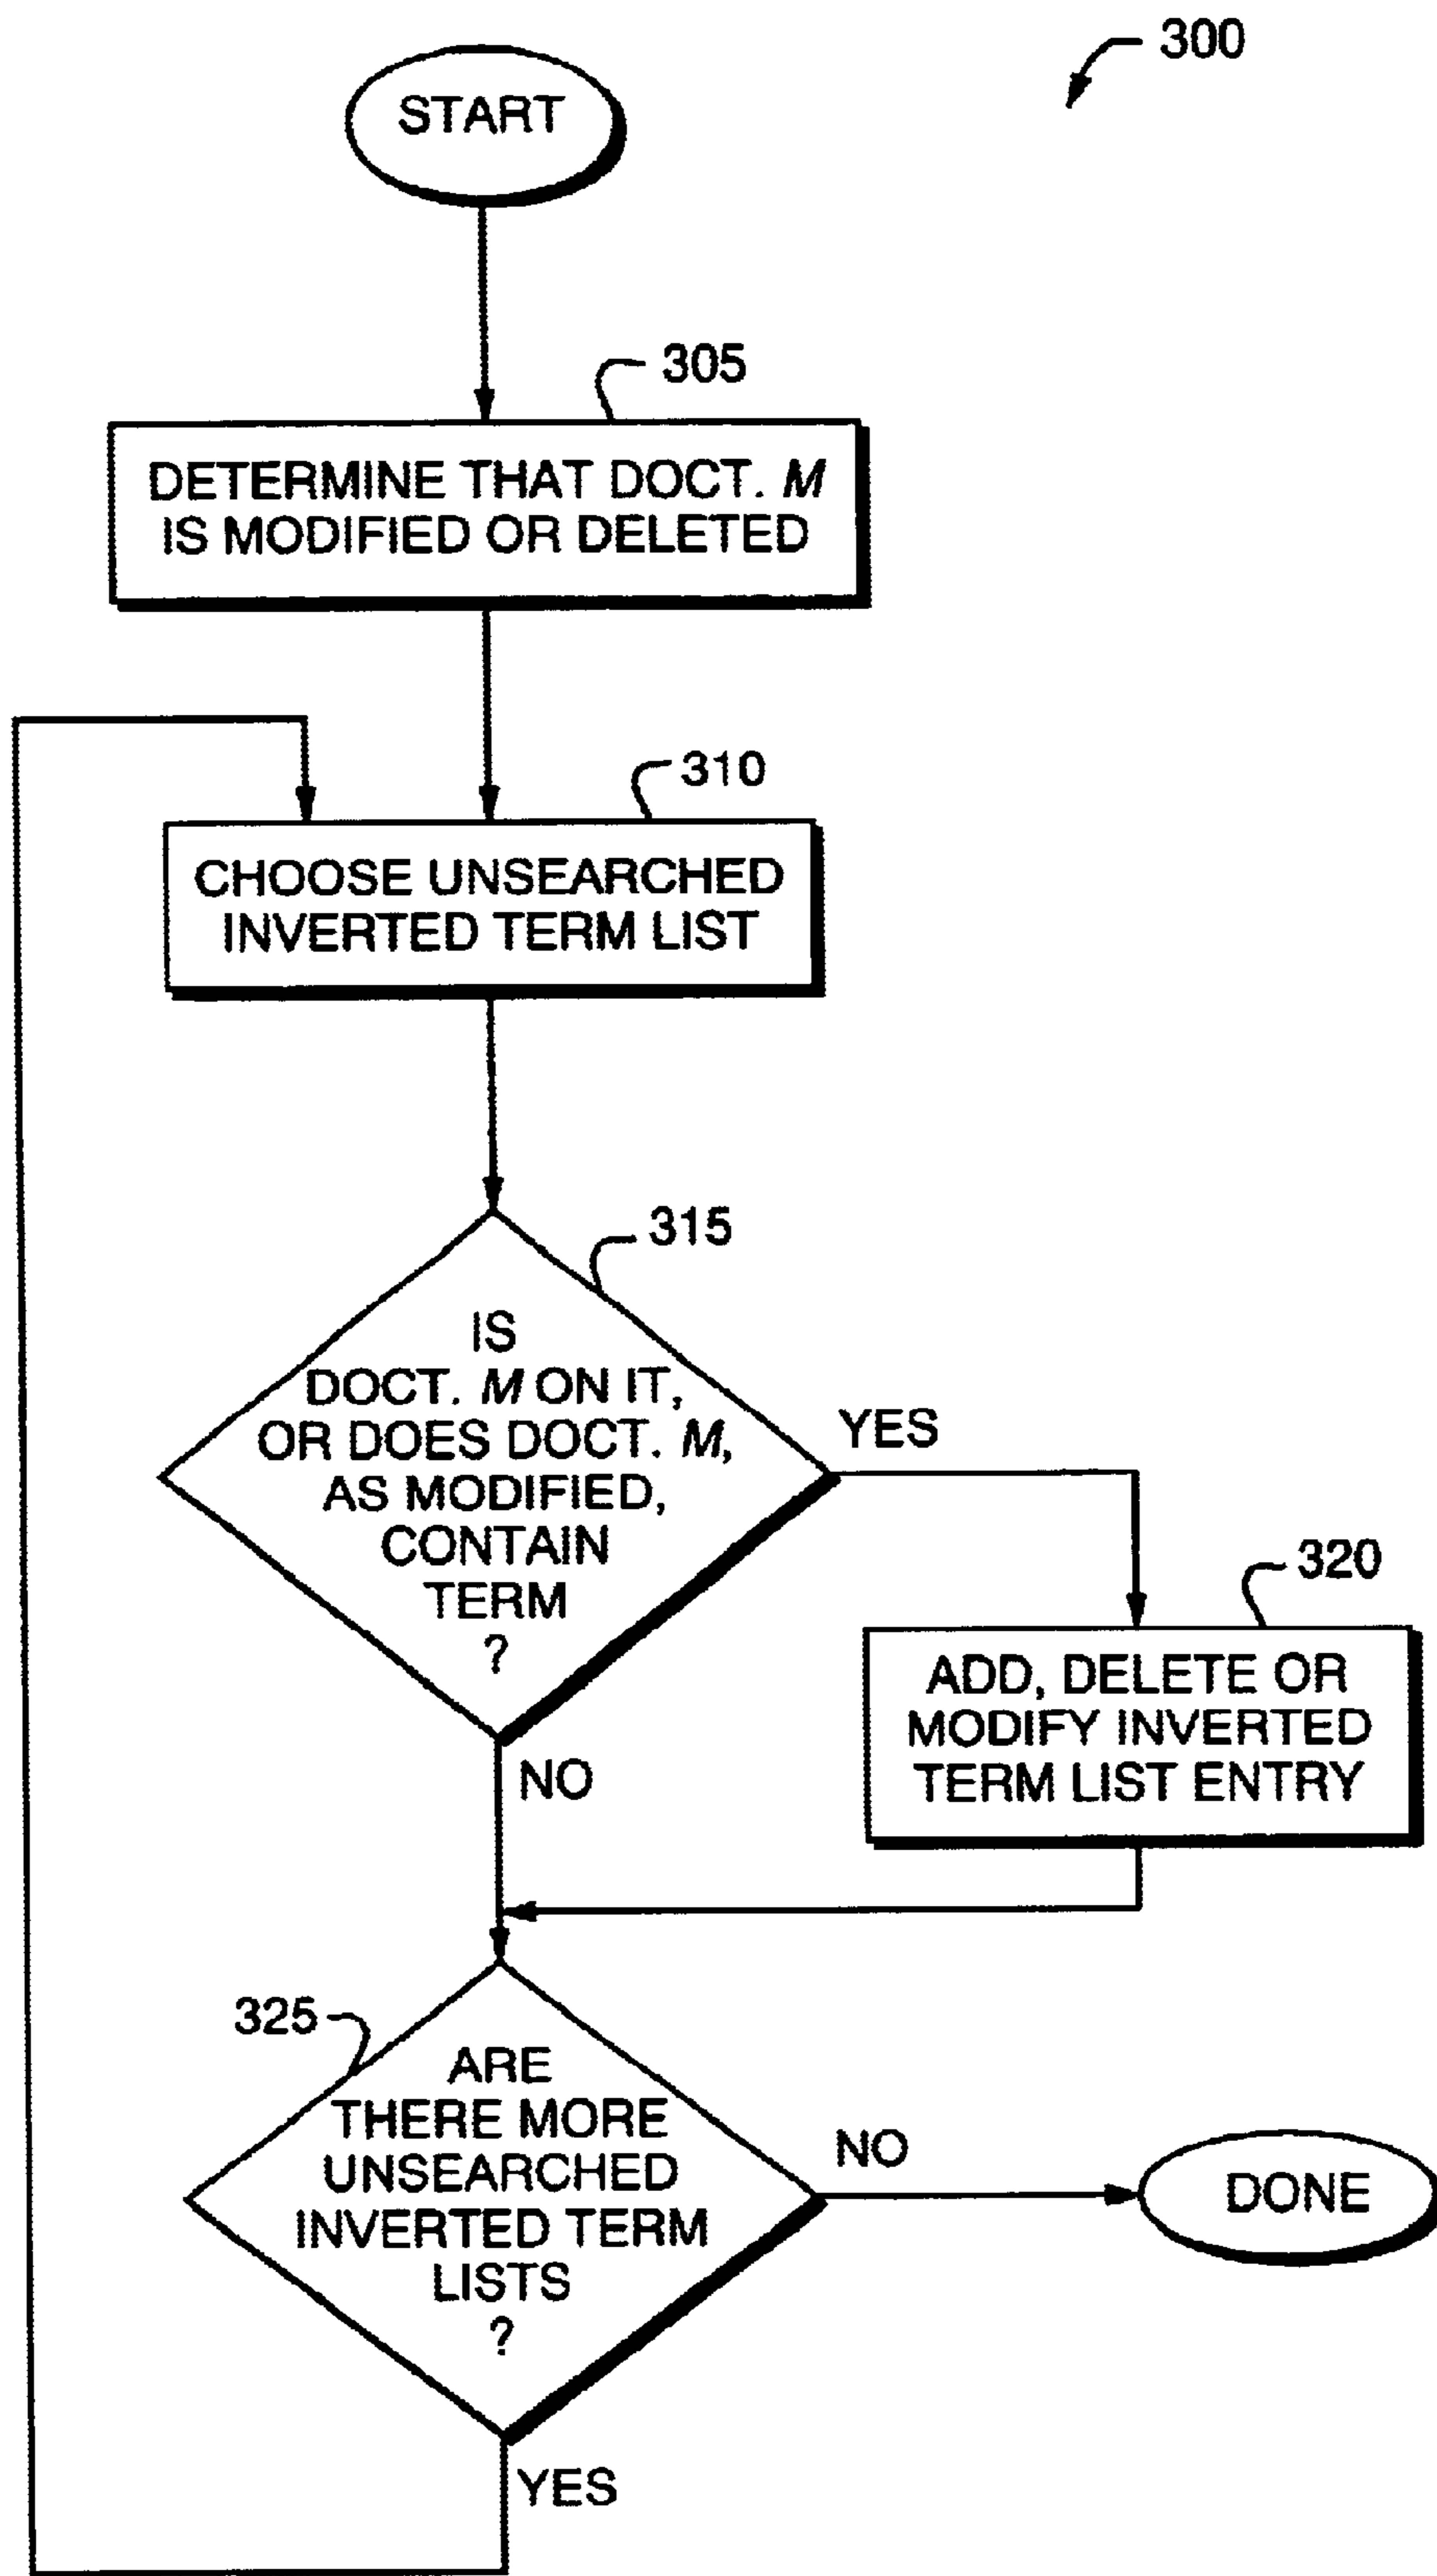 300
START
305
DETERMINE THAT DOCT. M
IS MODIFIED OR DELETED
310
CHOOSE UNSEARCHED
INVERTED TERM LIST
315
IS
DOCT. M ON IT,
OR DOES DOCT. M,
AS MODIFIED,
CONTAIN
TERM
?
YES
320
ADD, DELETE OR
MODIFY INVERTED
TERM LIST ENTRY
NO
325
ARE
THERE MORE
UNSEARCHED
INVERTED TERM
LISTS
?
NO
DONE
YES